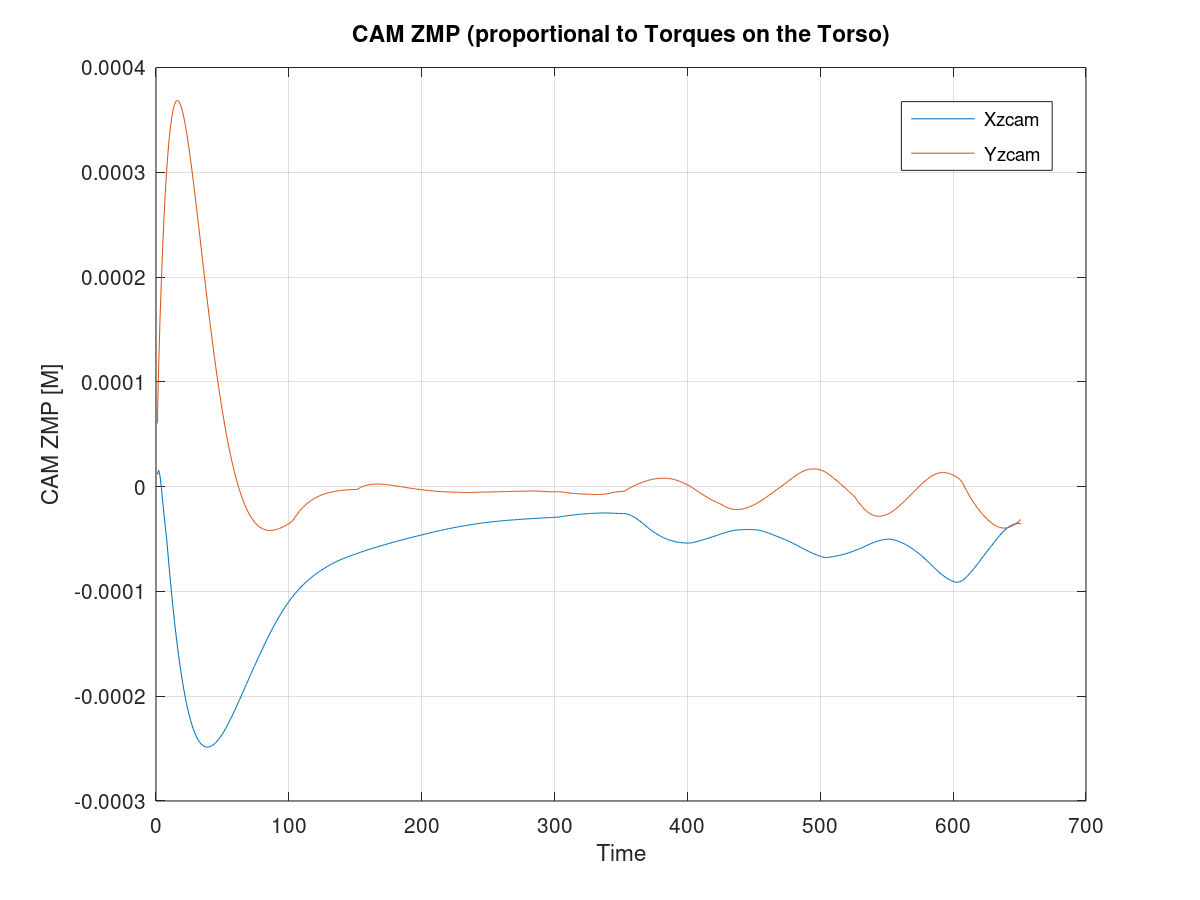 CAM ZMP (proportional to Torques on the Torso)
0.0004
0.0003
0.0002
0.0001
0
-0.0001
-0.0002
-0.0003
CAM ZMP [M]
Xzcam
Yzcam
0 100 200 300 400 500 600 700
Time